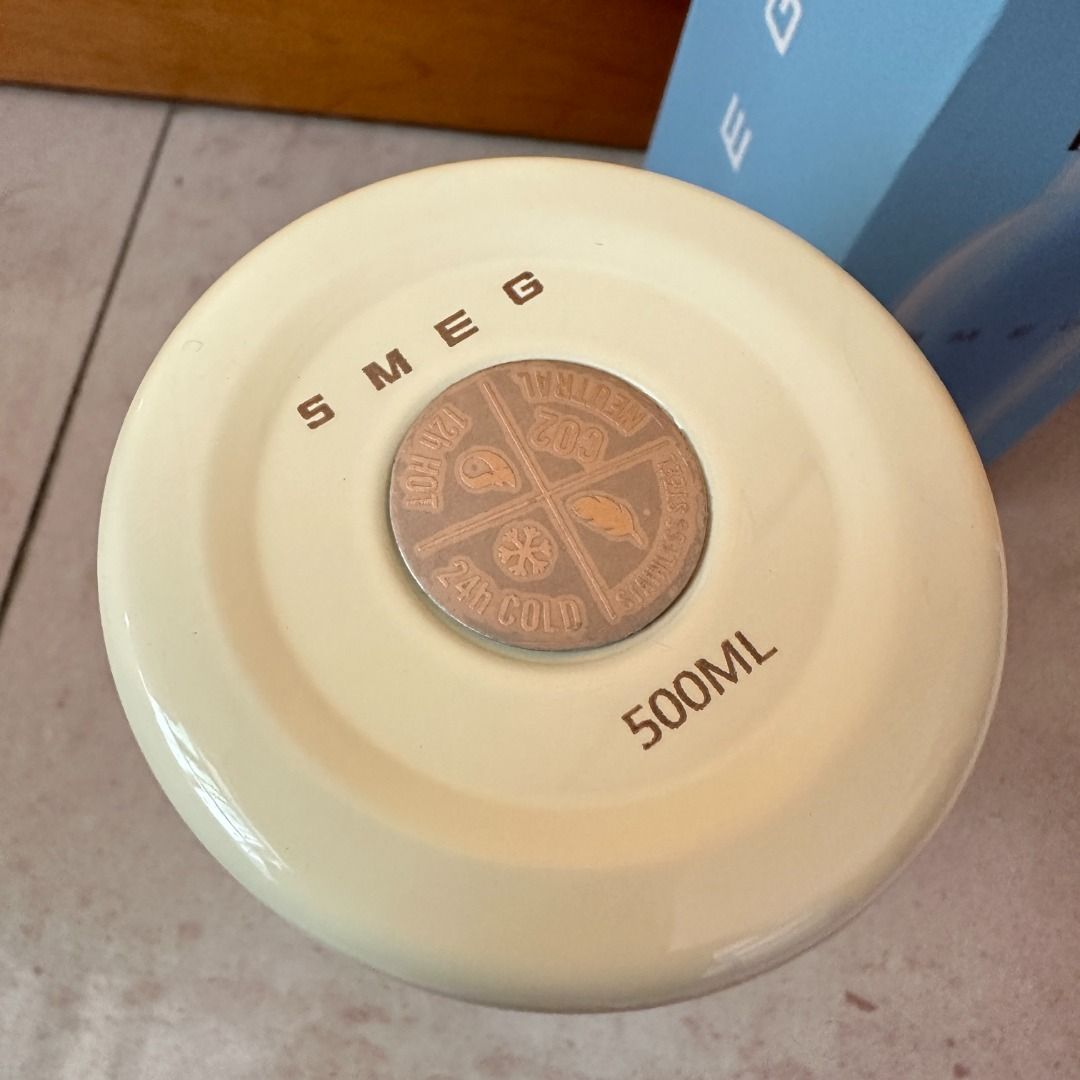 E G
SMEG
12h HOT
CO2
NEUTRAL
STAINLESS STEEL
24h COLD
500ML